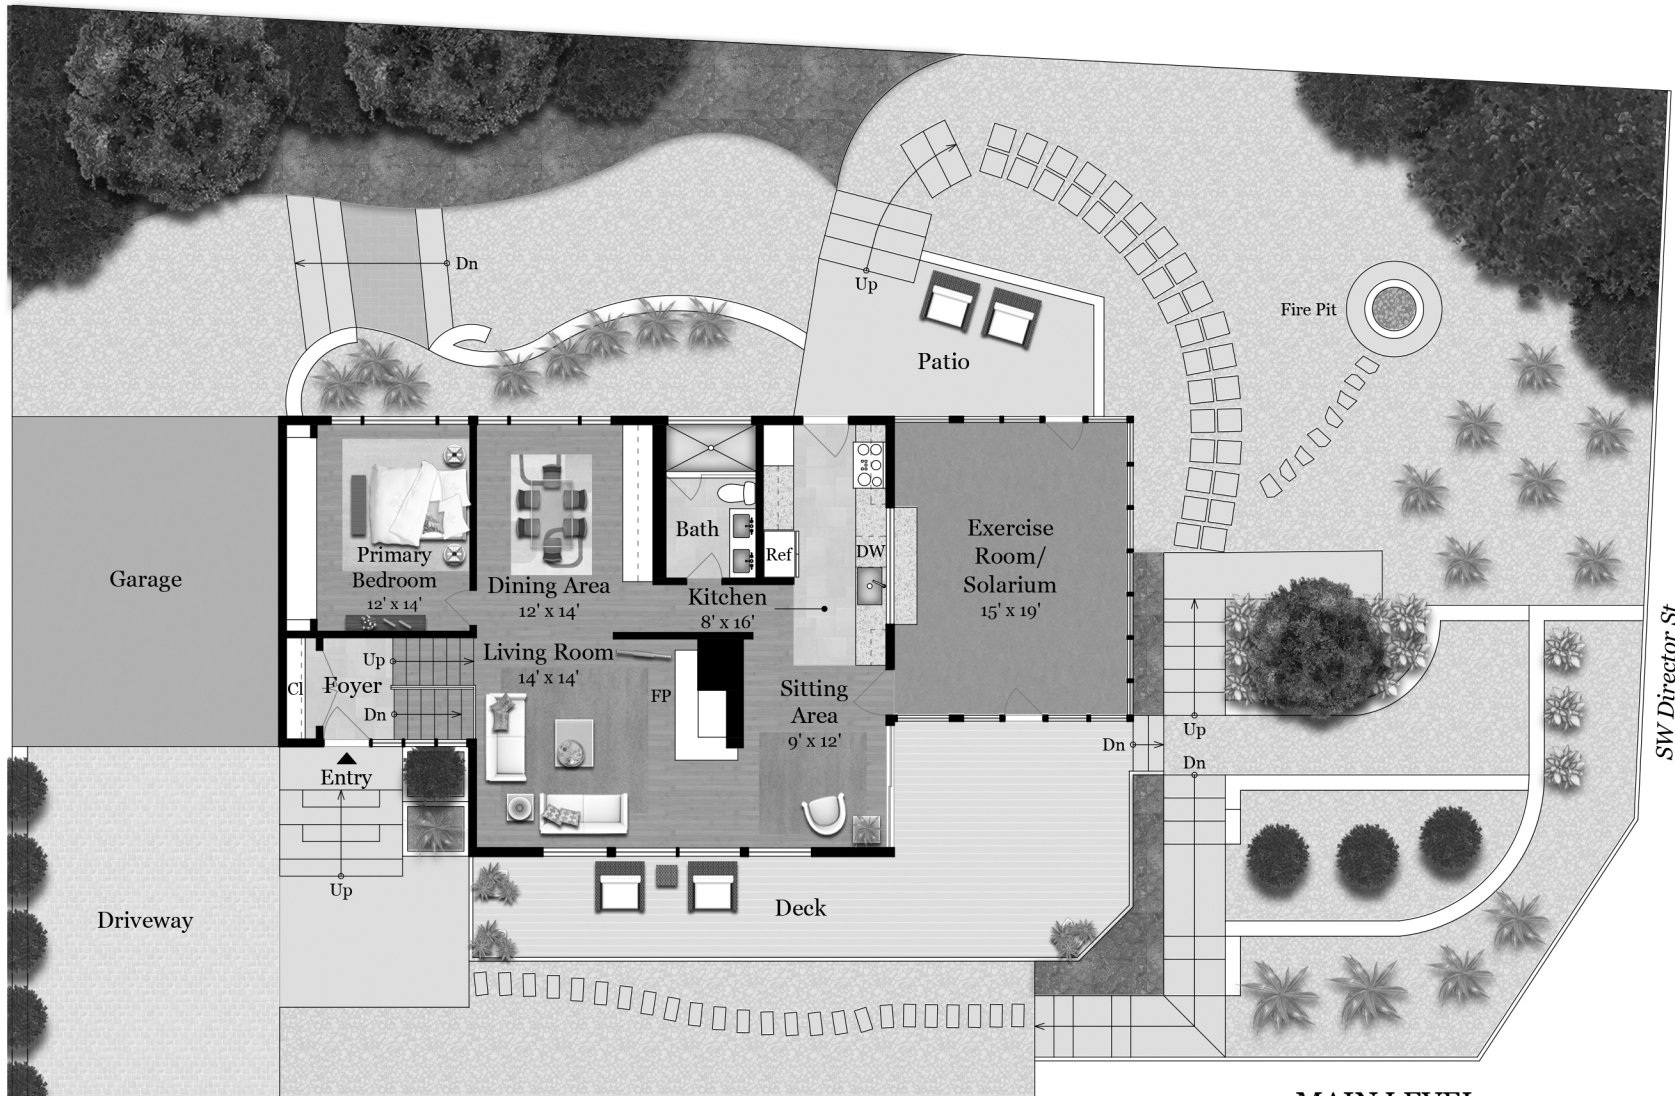 Dn
Up
Fire Pit
Patio
Garage
Primary
Bedroom
12' x 14'
Dining Area
12' x 14'
Bath
Ref
DW
Kitchen
8' x 16'
Exercise
Room/
Solarium
15' x 19'
Cl
Foyer
Up
Dn
Living Room
14' x 14'
FP
Sitting
Area
9' x 12'
Entry
Up
Driveway
Deck
Dn
Up
Dn
SW Director St
MAIN LEVEL